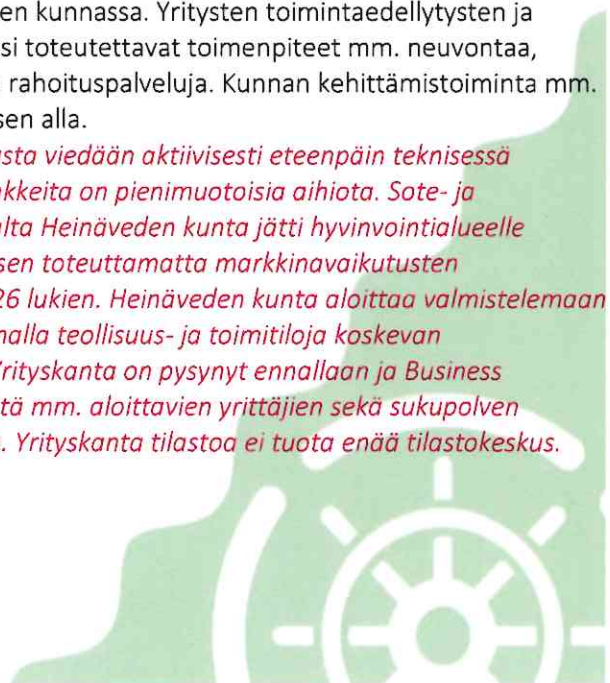 en kunnassa. Yritysten toimintaedellytysten ja
si toteutettavat toimenpiteet mm. neuvontaa,
rahoituspalveluja. Kunnan kehittämistoiminta mm.
sen alla.
sta viedään aktiivisesti eteenpäin teknisessä
kkeita on pienimuotoisia aihiota. Sote- ja
lta Heinäveden kunta jätti hyvinvointialueelle
sen toteuttamatta markkinavaikutusten
26 lukien. Heinäveden kunta aloittaa valmistelemaan
nalla teollisuus- ja toimitiloja koskevan
Yrityskanta on pysynyt ennallaan ja Business
tä mm. aloittavien yrittäjien sekä sukupolven
. Yrityskanta tilastoa ei tuota enää tilastokeskus.